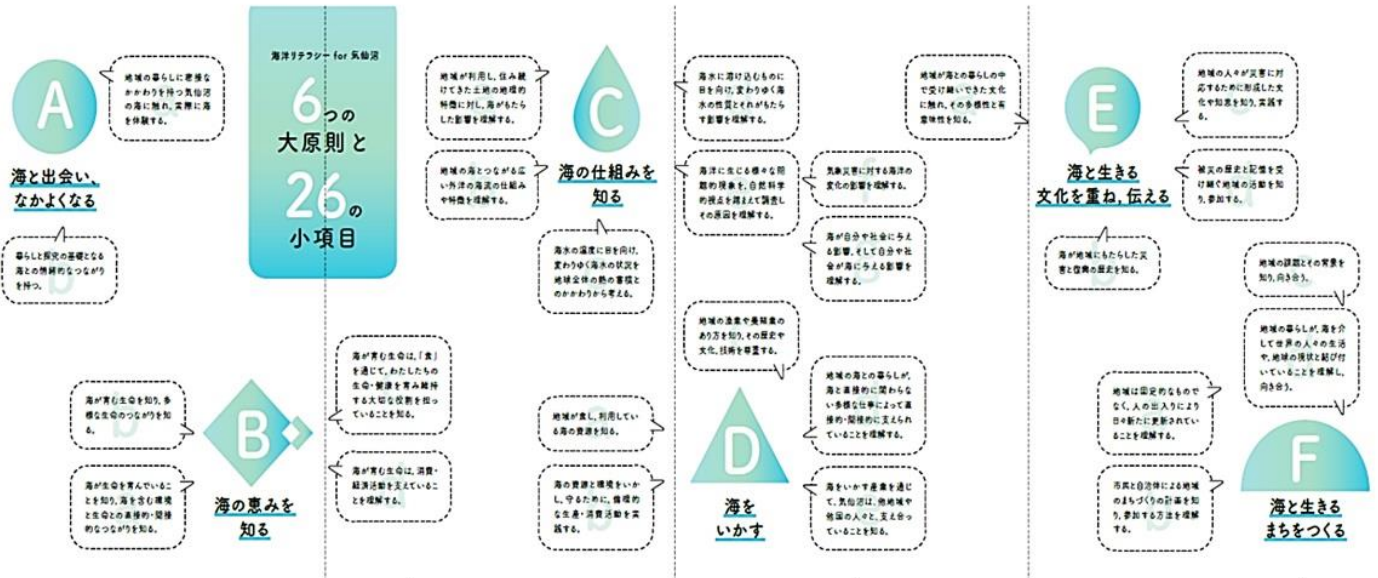 海洋リテラシー for 気仙沼
6つの
大原則と
26の
小項目
A
海と出会い、
なかよくなる
地域の暮らしに密接な
かかわりを持つ気仙沼
の海に触れ、実際に海
を体験する。
暮らしと探究の基礎となる
海との情緒的なつながり
を持つ。
B
海の恵みを
知る
海が育む生命を知り、多
様な生命のつながりを知
る。
海が生命を育んでいるこ
とを知り、海を含む環境
と生命との直接的・間接
的なつながりを知る。
海が育む生命は、「食」
を通じて、わたしたちの
生命・健康を育み維持
する大切な役割を担っ
ていることを知る。
海が育む生命は、消費・
経済活動を支えているこ
とを理解する。
C
海の仕組みを
知る
地域が利用し、住み続
けてきた土地の地理的
特徴に対し、海がもたら
した影響を理解する。
地域の海とつながる広
い外洋の海流の仕組み
や特徴を理解する。
海水の温度に目を向け、
変わりゆく海水の状況を
地球全体の熱の蓄積と
のかかわりから考える。
海水に溶け込むものに
目を向け、変わりゆく海
水の性質とそれがもたら
す影響を理解する。
海洋に生じる様々な問
題的現象を、自然科学
的視点を踏まえて調査し
その原因を理解する。
気象災害に対する海洋の
変化の影響を理解する。
海が自分や社会に与え
る影響、そして自分や社
会が海に与える影響を
理解する。
D
海を
いかす
地域の漁業や養殖業の
あり方を知り、その歴史や
文化、技術を尊重する。
地域が食し、利用してい
る海の資源を知る。
海の資源と環境をいか
し、守るために、倫理的
な生産・消費活動を実
践する。
地域の海との暮らしが、
海と直接的に関わらな
い多様な仕事によって直
接的・間接的に支えられ
ていることを理解する。
海をいかす産業を通じ
て、気仙沼は、他地域や
他国の人々と、支え合っ
ていることを知る。
E
海と生きる
文化を重ね、伝える
地域が海との暮らしの中
で受け継いできた文化
に触れ、その多様性と有
意味性を知る。
海が地域にもたらした災
害と復興の歴史を知る。
地域の人々が災害に対
応するために形成した文
化や知恵を知り、実践す
る。
被災の歴史と記憶を受
け継ぐ地域の活動を知
り、参加する。
F
海と生きる
まちをつくる
地域の課題とその背景を
知り、向き合う。
地域の暮らしが、海を介
して世界の人々の生活
や、地球の現状と結び付
いていることを理解し、
向き合う。
地域は固定的なもので
なく、人の出入りにより
日々新たに更新されてい
ることを理解する。
市民と自治体による地域
のまちづくりの計画を知
り、参加する方法を理解
する。